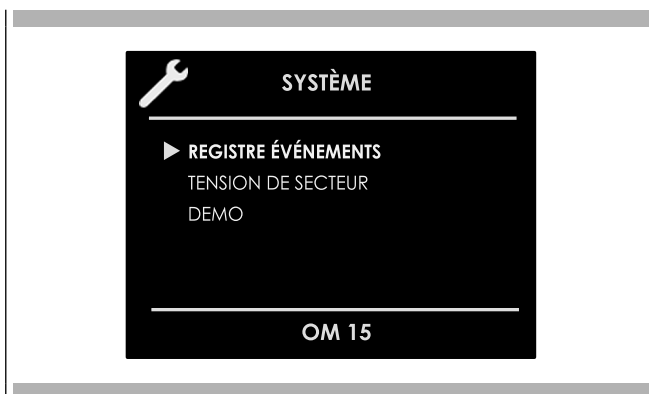 SYSTÈME
REGISTRE ÉVÉNEMENTS
TENSION DE SECTEUR
DEMO
OM 15